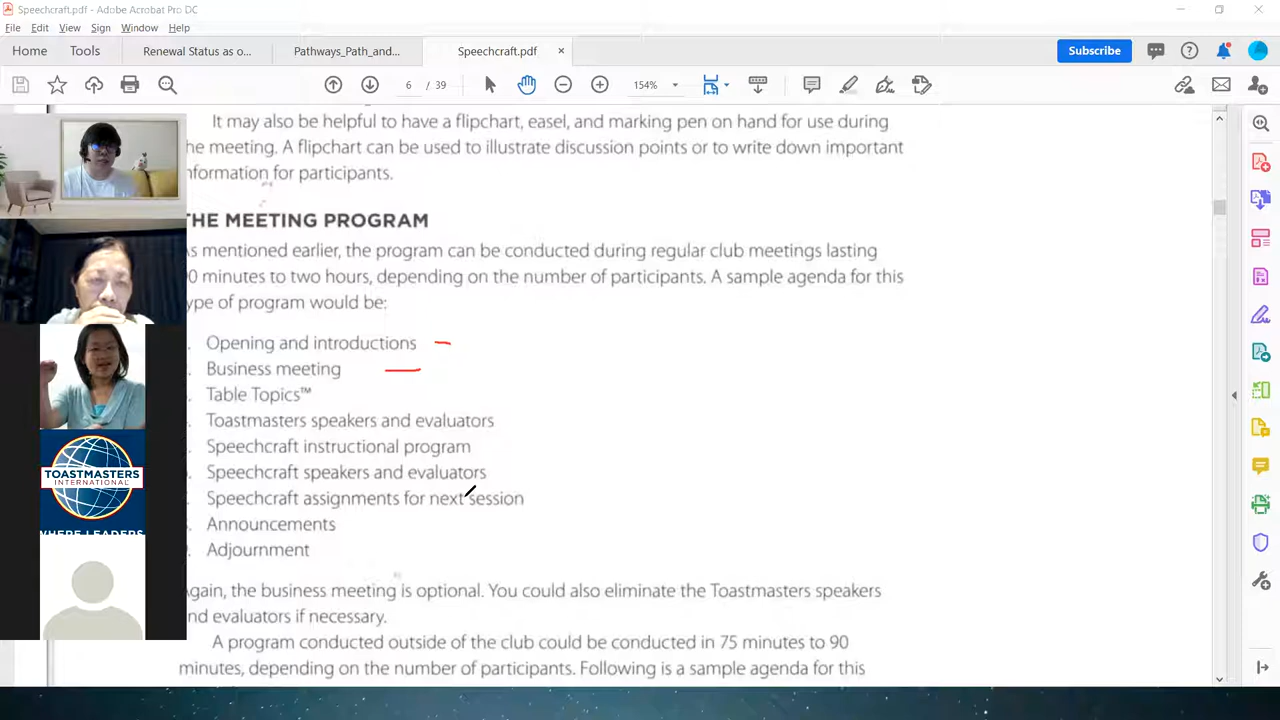 Speechcraft.pdf - Adobe Acrobat Pro DC
File Edit View Sign Window Help
Home Tools Renewal Status as o... Pathways_Path_and... Speechcraft.pdf × Subscribe
6 / 39 154%
It may also be helpful to have a flipchart, easel, and marking pen on hand for use during
he meeting. A flipchart can be used to illustrate discussion points or to write down important
nformation for participants.
THE MEETING PROGRAM
As mentioned earlier, the program can be conducted during regular club meetings lasting
0 minutes to two hours, depending on the number of participants. A sample agenda for this
ype of program would be:
Opening and introductions
Business meeting
Table Topics™
Toastmasters speakers and evaluators
Speechcraft instructional program
Speechcraft speakers and evaluators
Speechcraft assignments for next session
Announcements
Adjournment
TOASTMASTERS
INTERNATIONAL
WHERE LEADERS
Again, the business meeting is optional. You could also eliminate the Toastmasters speakers
nd evaluators if necessary.
A program conducted outside of the club could be conducted in 75 minutes to 90
minutes, depending on the number of participants. Following is a sample agenda for this